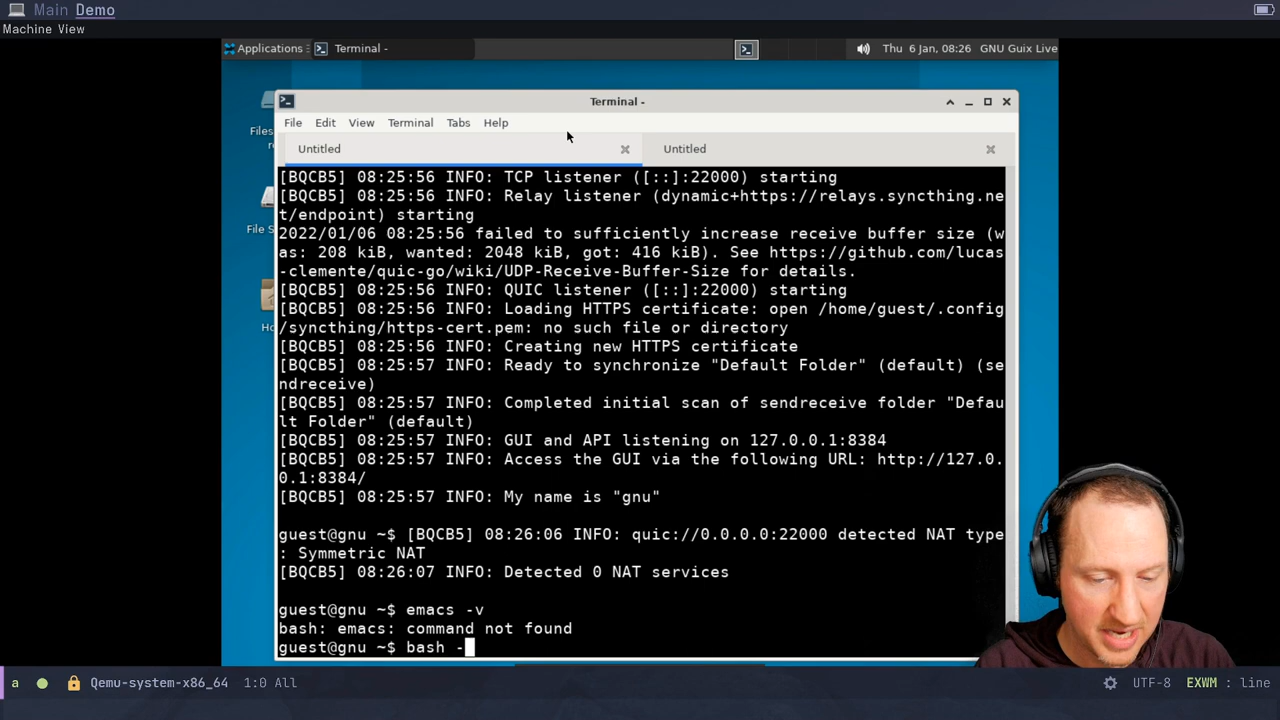 Main Demo
Machine View
Applications
Terminal -
Thu 6 Jan, 08:26
GNU Guix Live
Files
r
File S
Ho
Terminal -
File Edit View Terminal Tabs Help
Untitled
Untitled
[BQCB5] 08:25:56 INFO: TCP listener ([::]:22000) starting
[BQCB5] 08:25:56 INFO: Relay listener (dynamic+https://relays.syncthing.ne
t/endpoint) starting
2022/01/06 08:25:56 failed to sufficiently increase receive buffer size (w
as: 208 kiB, wanted: 2048 kiB, got: 416 kiB). See https://github.com/lucas
-clemente/quic-go/wiki/UDP-Receive-Buffer-Size for details.
[BQCB5] 08:25:56 INFO: QUIC listener ([::]:22000) starting
[BQCB5] 08:25:56 INFO: Loading HTTPS certificate: open /home/guest/.config
/syncthing/https-cert.pem: no such file or directory
[BQCB5] 08:25:56 INFO: Creating new HTTPS certificate
[BQCB5] 08:25:57 INFO: Ready to synchronize "Default Folder" (default) (se
ndreceive)
[BQCB5] 08:25:57 INFO: Completed initial scan of sendreceive folder "Defau
lt Folder" (default)
[BQCB5] 08:25:57 INFO: GUI and API listening on 127.0.0.1:8384
[BQCB5] 08:25:57 INFO: Access the GUI via the following URL: http://127.0.
0.1:8384/
[BQCB5] 08:25:57 INFO: My name is "gnu"
guest@gnu ~$ [BQCB5] 08:26:06 INFO: quic://0.0.0.0:22000 detected NAT type
: Symmetric NAT
[BQCB5] 08:26:07 INFO: Detected 0 NAT services
guest@gnu ~$ emacs -v
bash: emacs: command not found
guest@gnu ~$ bash -
a Qemu-system-x86_64 1:0 All
UTF-8 EXWM : line